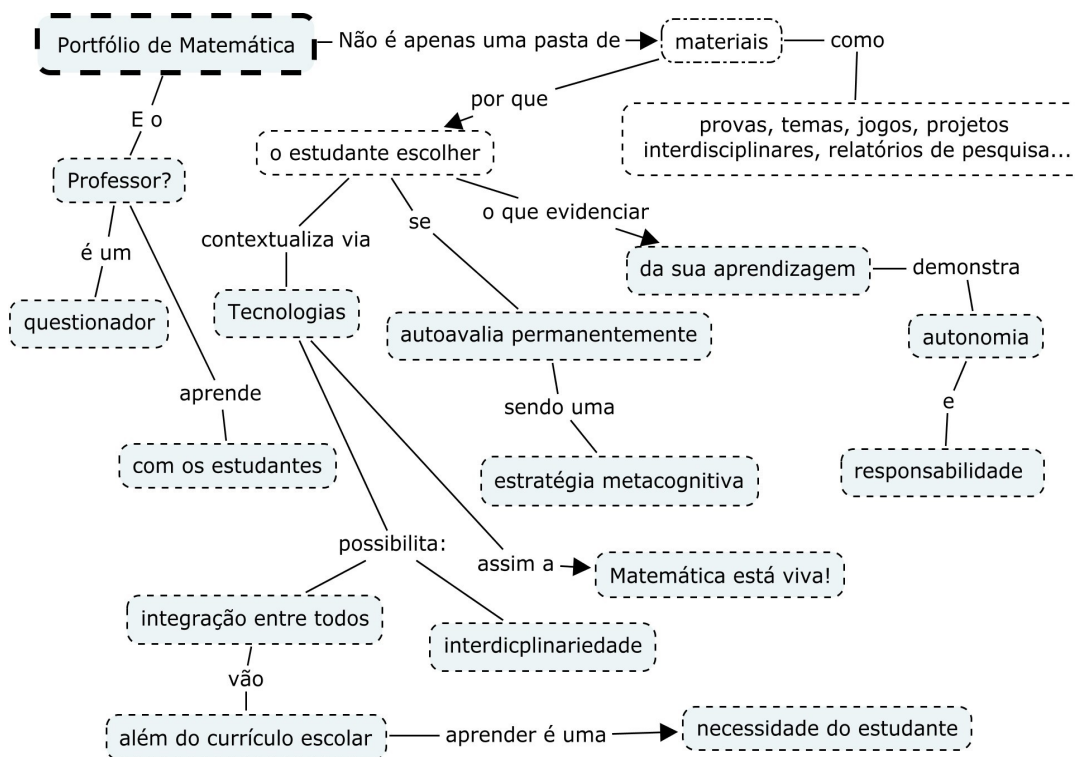 Portfólio de Matemática
Não é apenas uma pasta de
materiais
como
por que
provas, temas, jogos, projetos
interdisciplinares, relatórios de pesquisa...
E o
o estudante escolher
Professor?
o que evidenciar
se
contextualiza via
é um
da sua aprendizagem
demonstra
Tecnologias
questionador
autoavalia permanentemente
autonomia
aprende
sendo uma
e
com os estudantes
estratégia metacognitiva
responsabilidade
possibilita:
assim a
Matemática está viva!
integração entre todos
interdicplinariedade
vão
além do currículo escolar
aprender é uma
necessidade do estudante